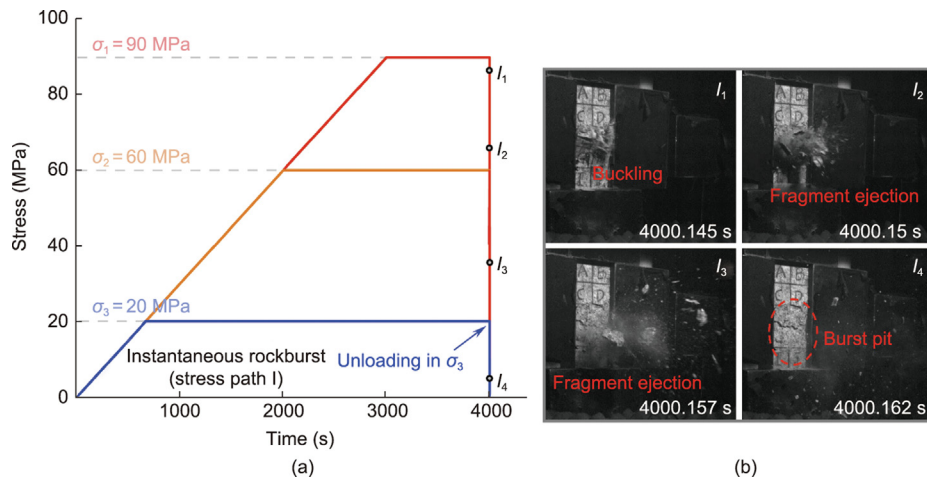 100
σ₁ = 90 MPa
80
σ₂ = 60 MPa
60
40
σ₃ = 20 MPa
20
0
Stress (MPa)
I₁
I₂
I₃
I₄
Instantaneous rockburst
(stress path I)
Unloading in σ₃
1000
2000
3000
4000
Time (s)
(a)
I₁
A B
C D
Buckling
4000.145 s
I₂
A B
C D
Fragment ejection
4000.15 s
I₃
A B
C D
Fragment ejection
4000.157 s
I₄
A B
C D
Burst pit
4000.162 s
(b)